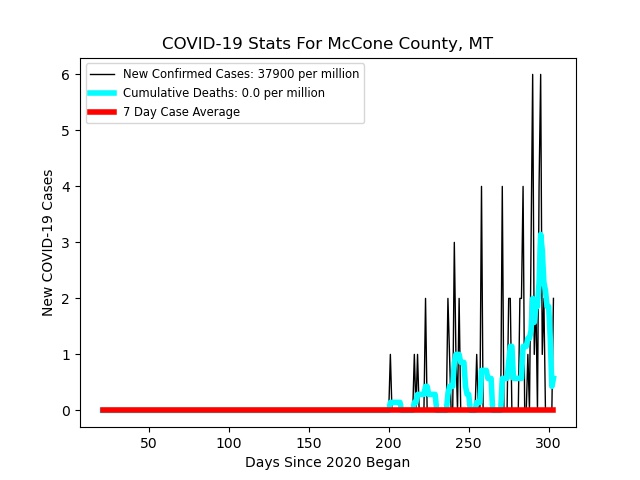 COVID-19 Stats For McCone County, MT
New Confirmed Cases: 37900 per million
Cumulative Deaths: 0.0 per million
7 Day Case Average
New COVID-19 Cases
6
5
4
3
2
1
0
50 100 150 200 250 300
Days Since 2020 Began